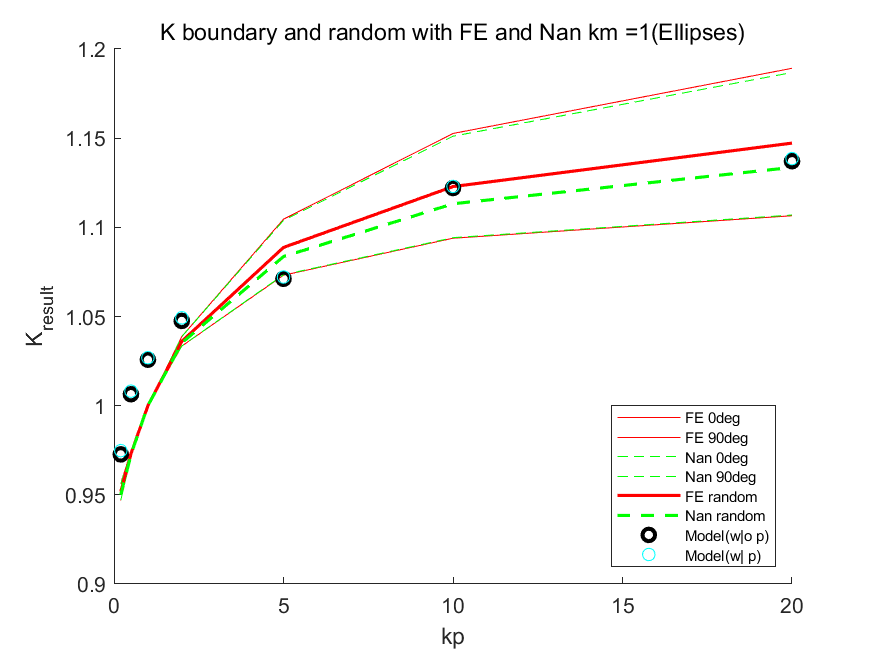 K boundary and random with FE and Nan km =1(Ellipses)
1.2
1.15
1.1
1.05
1
0.95
0.9
K_result
0 5 10 15 20
kp
FE 0deg
FE 90deg
Nan 0deg
Nan 90deg
FE random
Nan random
Model(w|o p)
Model(w| p)